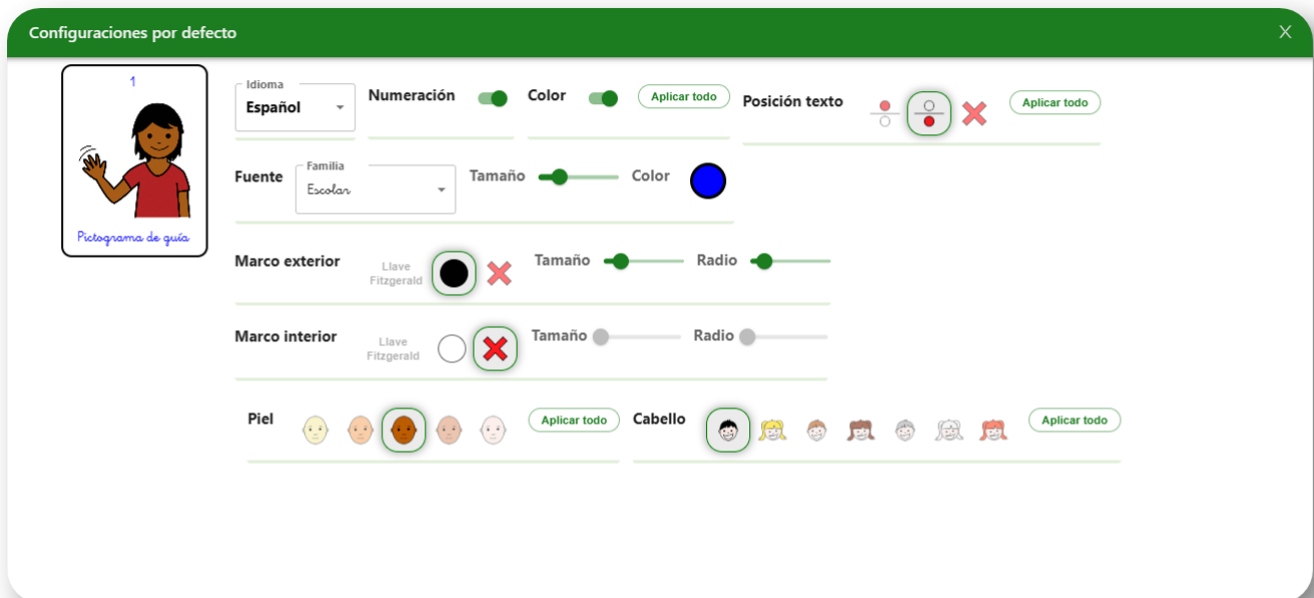 Configuraciones por defecto
X
1
Pictograma de guía
Idioma
Español
Numeración
Color
Aplicar todo
Posición texto
Aplicar todo
Fuente
Familia
Escolar
Tamaño
Color
Marco exterior
Llave
Fitzgerald
Tamaño
Radio
Marco interior
Llave
Fitzgerald
Tamaño
Radio
Piel
Aplicar todo
Cabello
Aplicar todo